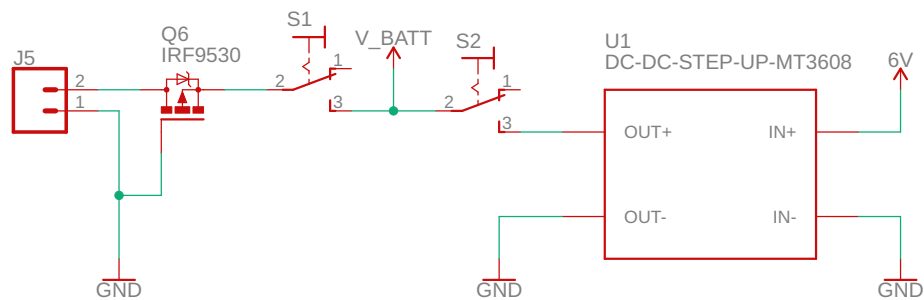 J5
2
1
Q6
IRF9530
S1
2
1
3
V_BATT
S2
2
1
3
U1
DC-DC-STEP-UP-MT3608
OUT+
IN+
OUT-
IN-
6V
GND
GND
GND